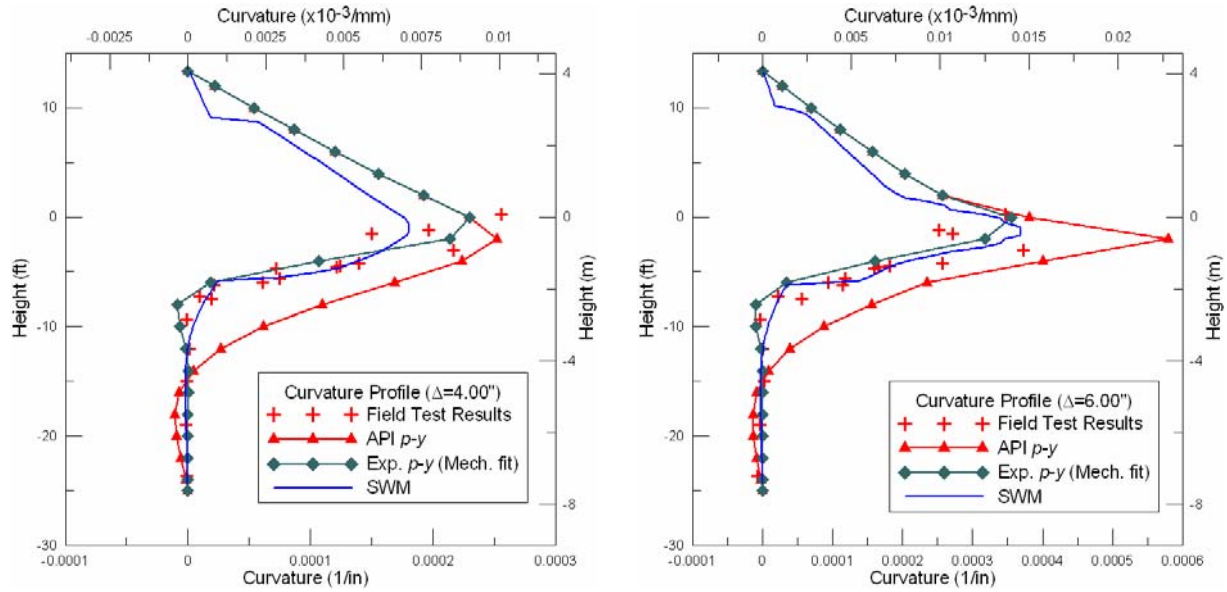 Curvature (x10-3/mm)
-0.0025 0 0.0025 0.005 0.0075 0.01
10
0
-10
-20
-30
Height (ft)
4
0
-4
-8
Height (m)
Curvature Profile (Δ=4.00")
Field Test Results
API p-y
Exp. p-y (Mech. fit)
SWM
-0.0001 0 0.0001 0.0002 0.0003
Curvature (1/in)
Curvature (x10-3/mm)
0 0.005 0.01 0.015 0.02
10
0
-10
-20
-30
Height (ft)
4
0
-4
-8
Height (m)
Curvature Profile (Δ=6.00")
Field Test Results
API p-y
Exp. p-y (Mech. fit)
SWM
-0.0001 0 0.0001 0.0002 0.0003 0.0004 0.0005 0.0006
Curvature (1/in)